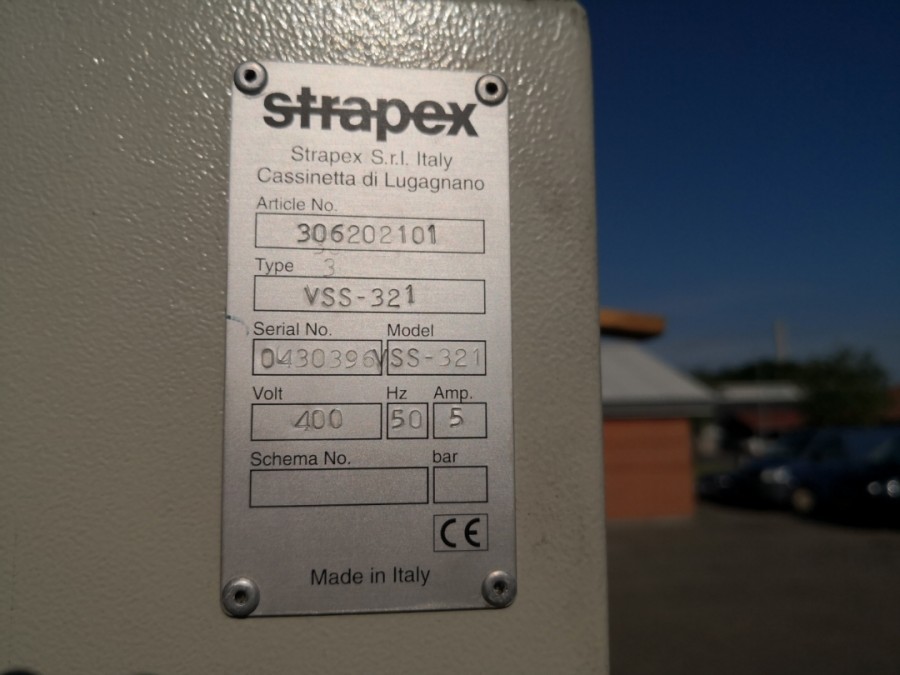 strapex
Strapex S.r.l. Italy
Cassinetta di Lugagnano
Article No.
306202101
Type 3
VSS-321
Serial No. Model
0430396 VSS-321
Volt Hz Amp.
400 50 5
Schema No. bar
CE
Made in Italy